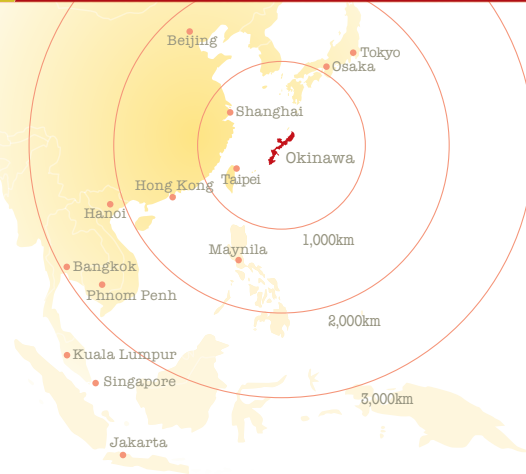 Beijing
Tokyo
Osaka
Shanghai
Okinawa
Taipei
Hong Kong
Hanoi
1,000km
Maynila
Bangkok
Phnom Penh
2,000km
Kuala Lumpur
Singapore
3,000km
Jakarta